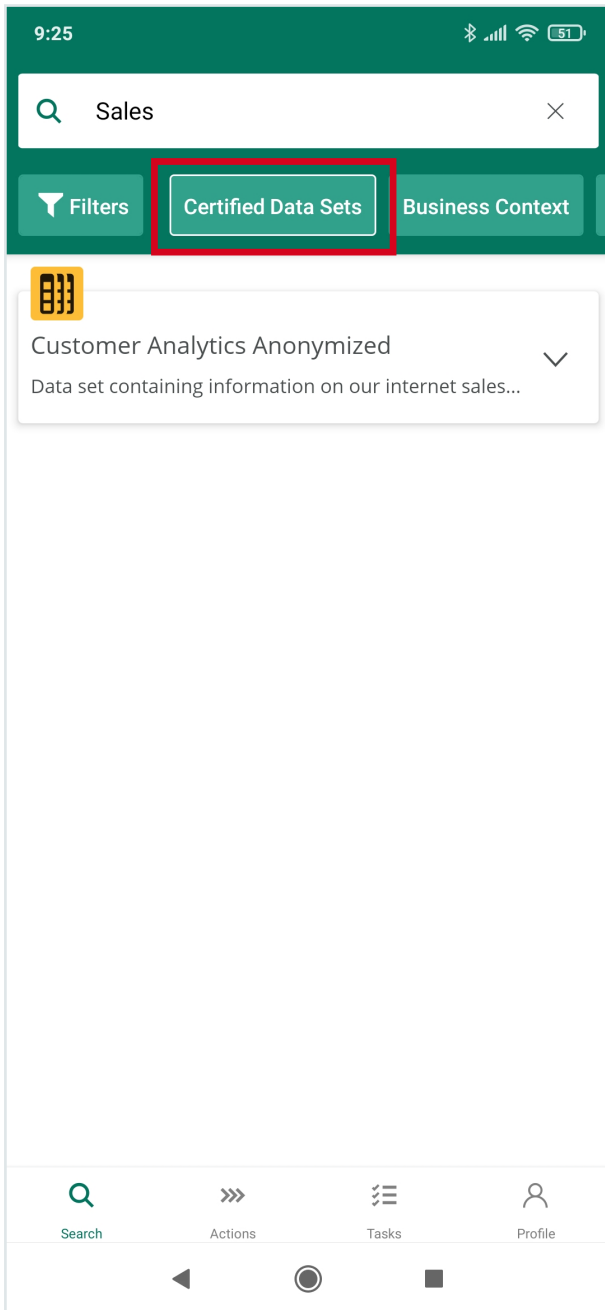 9:25
51
Sales
Filters
Certified Data Sets
Business Context
Customer Analytics Anonymized
Data set containing information on our internet sales...
Search
Actions
Tasks
Profile